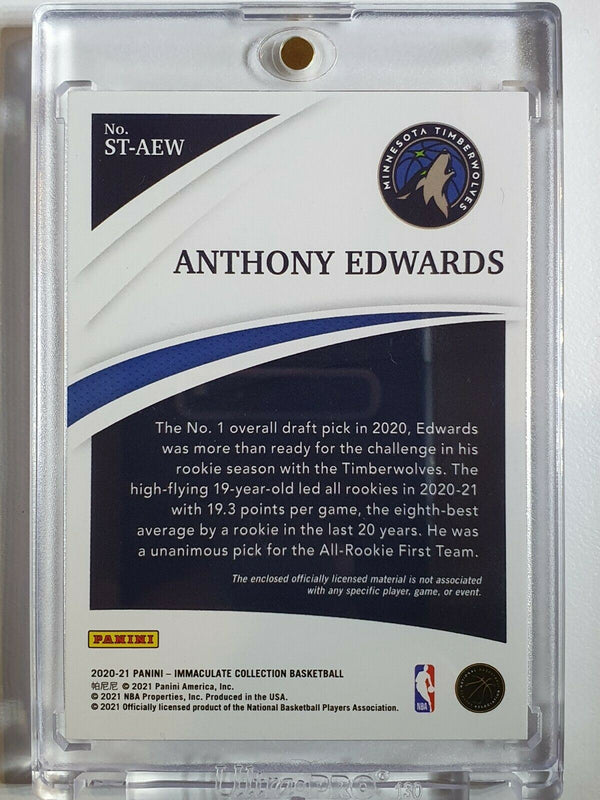 No.
ST-AEW
MINNESOTA TIMBERWOLVES
ANTHONY EDWARDS
The No. 1 overall draft pick in 2020, Edwards
was more than ready for the challenge in his
rookie season with the Timberwolves. The
high-flying 19-year-old led all rookies in 2020-21
with 19.3 points per game, the eighth-best
average by a rookie in the last 20 years. He was
a unanimous pick for the All-Rookie First Team.
The enclosed officially licensed material is not associated
with any specific player, game, or event.
PANINI
2020-21 PANINI – IMMACULATE COLLECTION BASKETBALL
帕尼尼 © 2021 Panini America, Inc.
© 2021 NBA Properties, Inc. Produced in the USA.
© 2021 Officially licensed product of the National Basketball Players Association.
NBA
Ultra PRO® 130